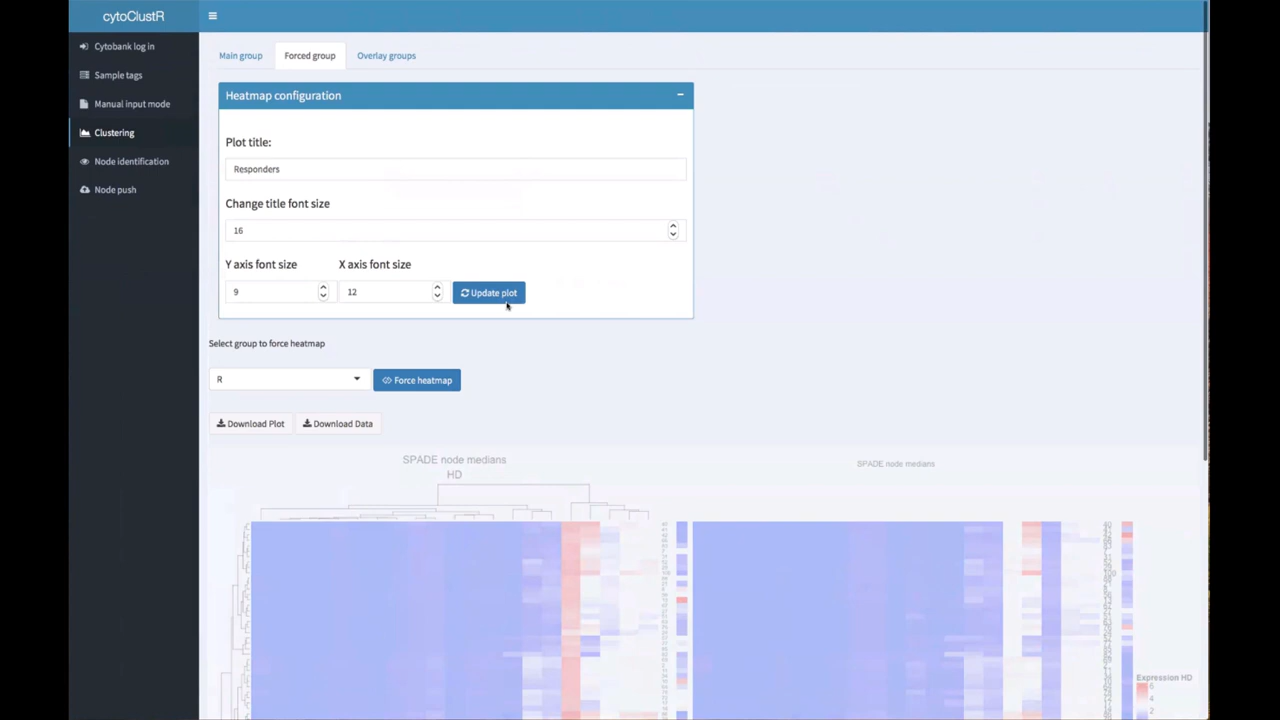 cytoClustR
Cytobank log in
Sample tags
Manual input mode
Clustering
Node identification
Node push
Main group
Forced group
Overlay groups
Heatmap configuration
Plot title:
Responders
Change title font size
16
Y axis font size
X axis font size
9
12
Update plot
Select group to force heatmap
R
Force heatmap
Download Plot
Download Data
SPADE node medians
HD
SPADE node medians
Expression HD
6
4
2